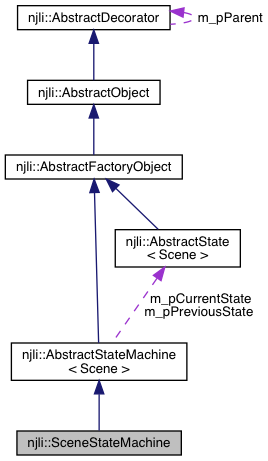 njli::AbstractDecorator
m_pParent
njli::AbstractObject
njli::AbstractFactoryObject
njli::AbstractState
< Scene >
m_pCurrentState
m_pPreviousState
njli::AbstractStateMachine
< Scene >
njli::SceneStateMachine